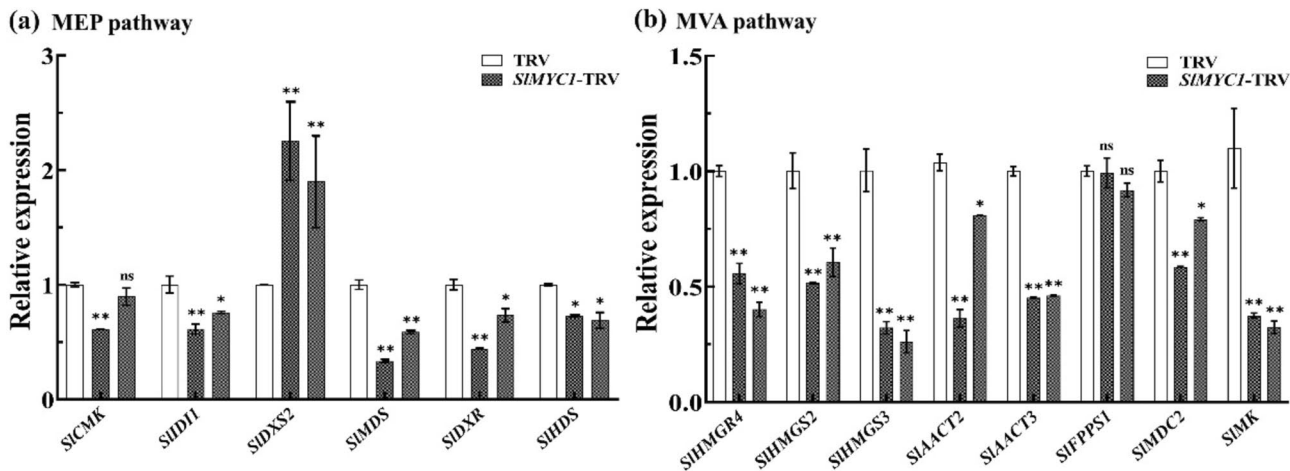 (a) MEP pathway
Relative expression
3
2
1
0
TRV
SlMYC1-TRV
** ns
** *
** **
** **
** *
* *
SlCMK
SlIDI1
SlDXS2
SlMDS
SlDXR
SlHDS
(b) MVA pathway
Relative expression
1.5
1.0
0.5
0.0
TRV
SlMYC1-TRV
** **
** **
** **
** *
** **
ns ns
** *
** **
SlHMGR4
SlHMGS2
SlHMGS3
SlAACT2
SlAACT3
SlFPPS1
SlMDC2
SlMK